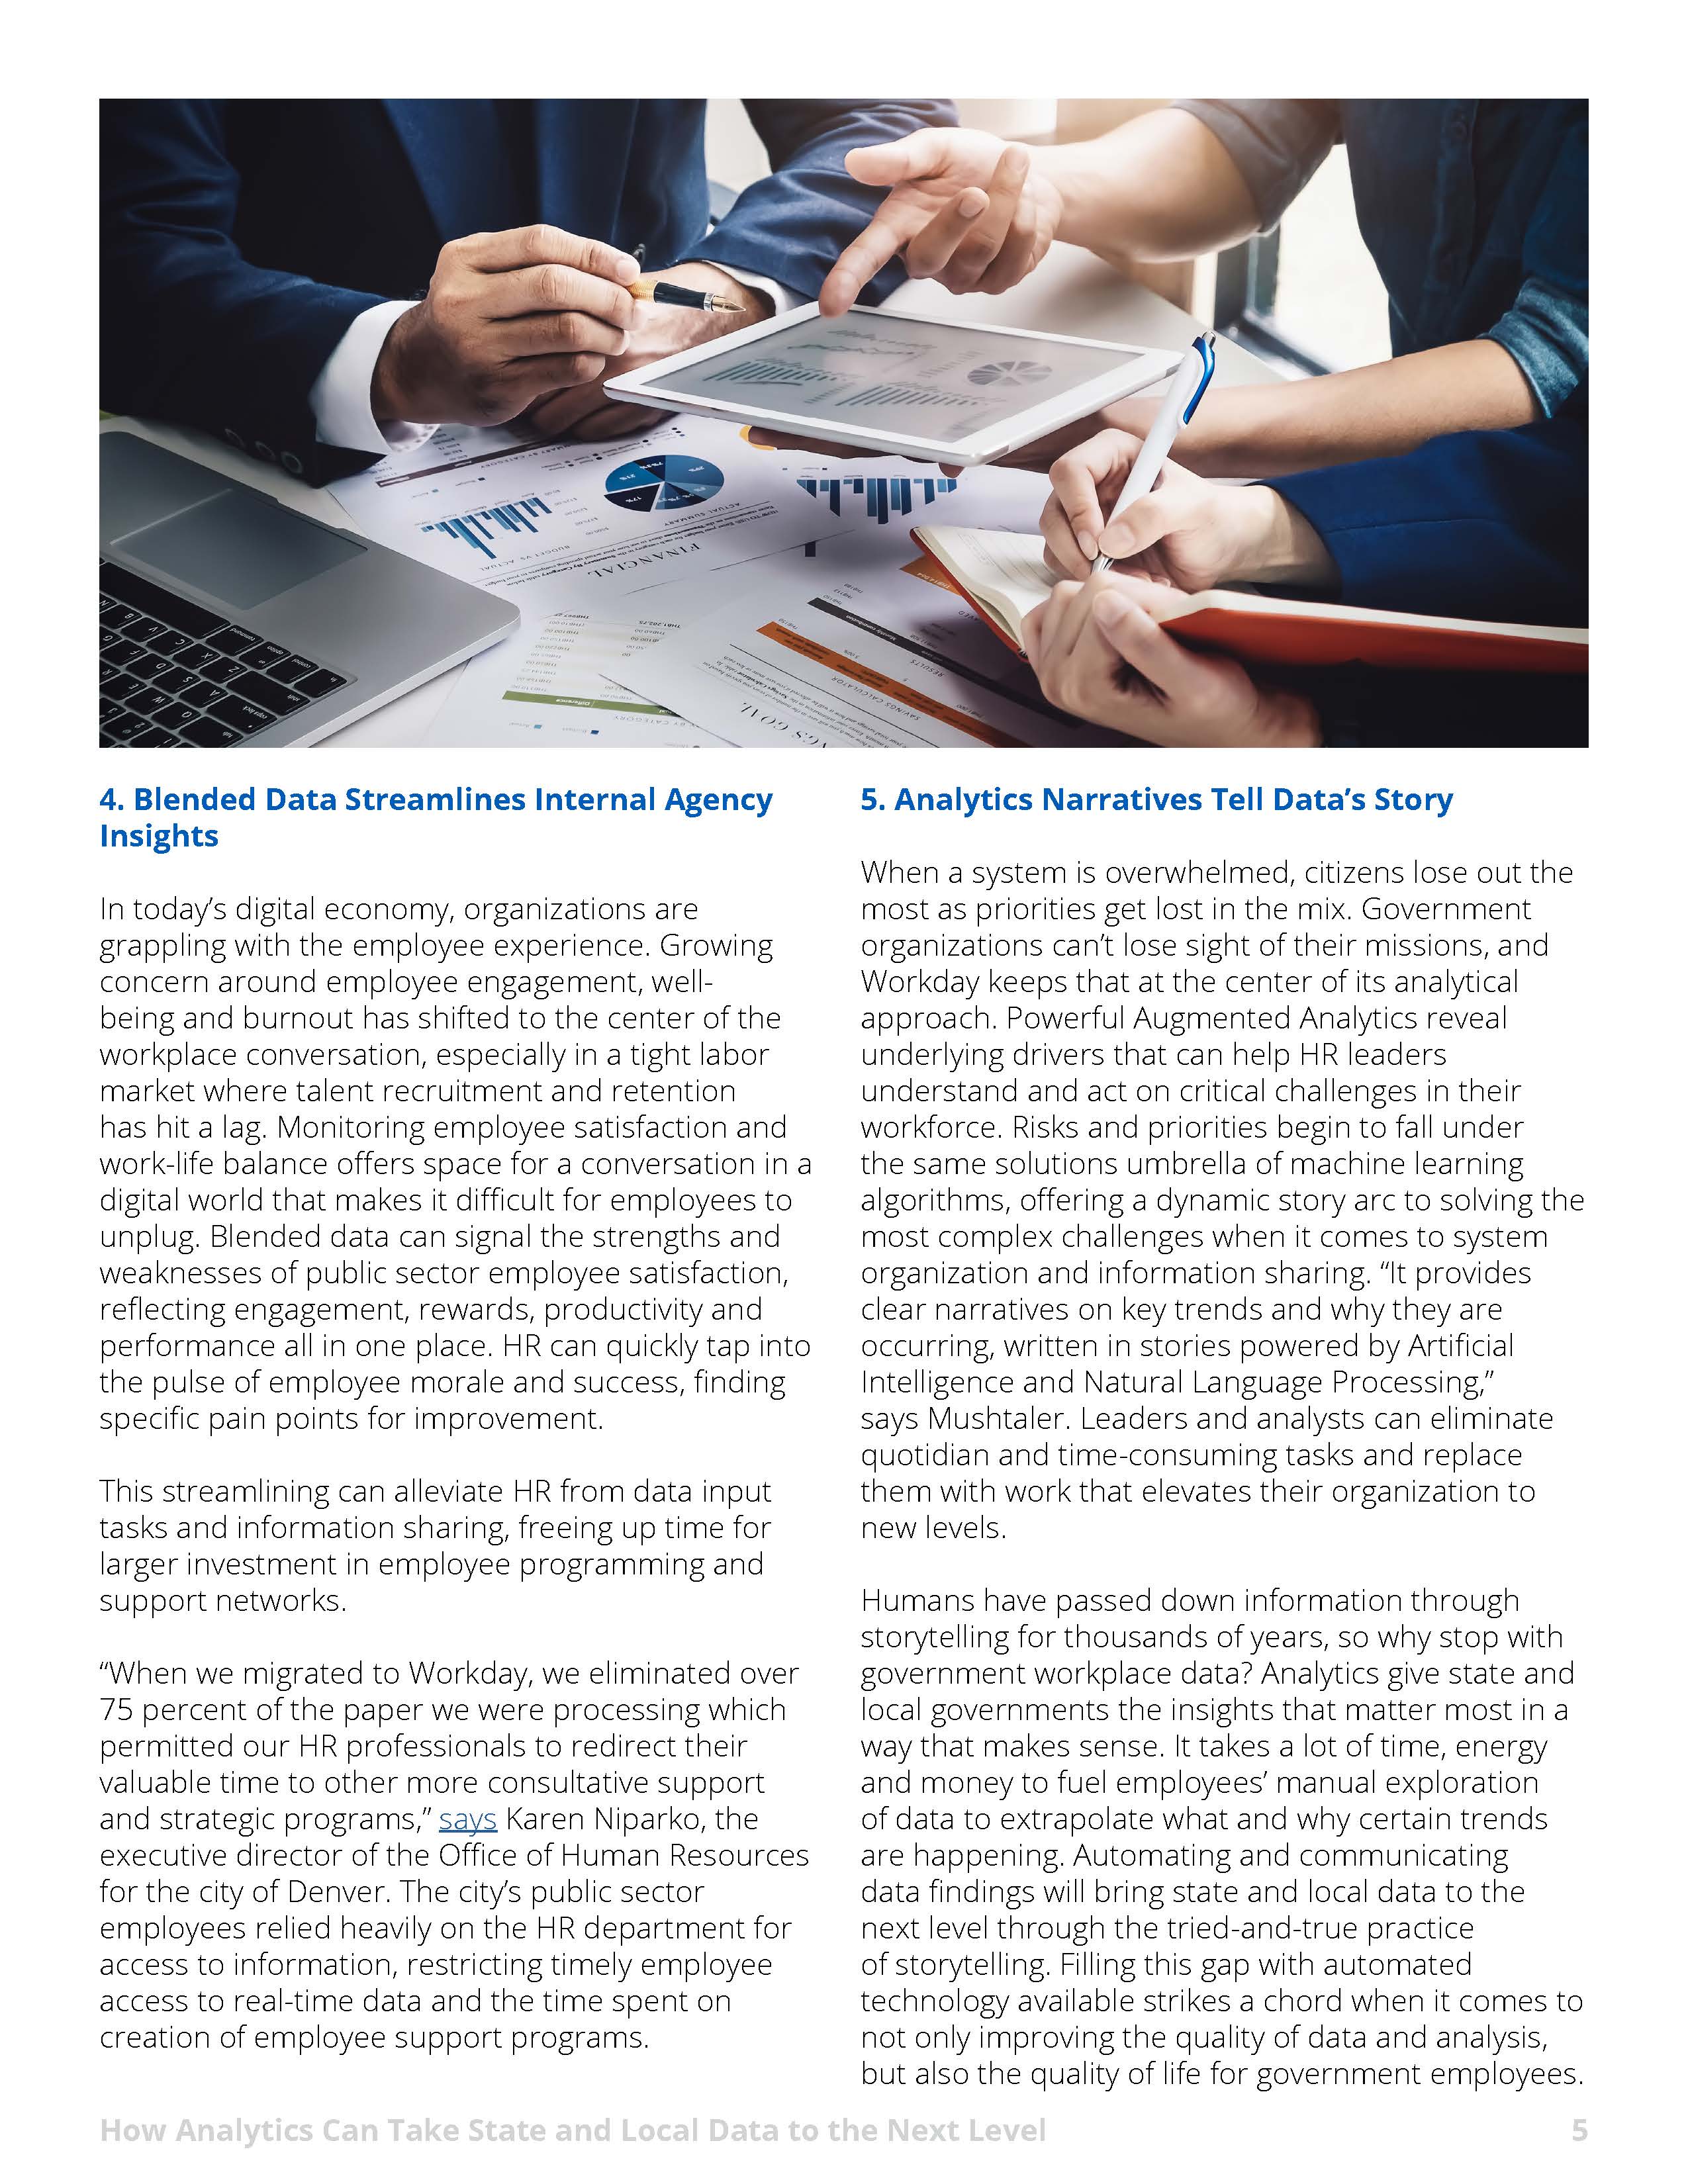 4. Blended Data Streamlines Internal Agency
Insights
In today’s digital economy, organizations are
grappling with the employee experience. Growing
concern around employee engagement, well-
being and burnout has shifted to the center of the
workplace conversation, especially in a tight labor
market where talent recruitment and retention
has hit a lag. Monitoring employee satisfaction and
work-life balance offers space for a conversation in a
digital world that makes it difficult for employees to
unplug. Blended data can signal the strengths and
weaknesses of public sector employee satisfaction,
reflecting engagement, rewards, productivity and
performance all in one place. HR can quickly tap into
the pulse of employee morale and success, finding
specific pain points for improvement.
This streamlining can alleviate HR from data input
tasks and information sharing, freeing up time for
larger investment in employee programming and
support networks.
“When we migrated to Workday, we eliminated over
75 percent of the paper we were processing which
permitted our HR professionals to redirect their
valuable time to other more consultative support
and strategic programs,” says Karen Niparko, the
executive director of the Office of Human Resources
for the city of Denver. The city’s public sector
employees relied heavily on the HR department for
access to information, restricting timely employee
access to real-time data and the time spent on
creation of employee support programs.
5. Analytics Narratives Tell Data’s Story
When a system is overwhelmed, citizens lose out the
most as priorities get lost in the mix. Government
organizations can’t lose sight of their missions, and
Workday keeps that at the center of its analytical
approach. Powerful Augmented Analytics reveal
underlying drivers that can help HR leaders
understand and act on critical challenges in their
workforce. Risks and priorities begin to fall under
the same solutions umbrella of machine learning
algorithms, offering a dynamic story arc to solving the
most complex challenges when it comes to system
organization and information sharing. “It provides
clear narratives on key trends and why they are
occurring, written in stories powered by Artificial
Intelligence and Natural Language Processing,”
says Mushtaler. Leaders and analysts can eliminate
quotidian and time-consuming tasks and replace
them with work that elevates their organization to
new levels.
Humans have passed down information through
storytelling for thousands of years, so why stop with
government workplace data? Analytics give state and
local governments the insights that matter most in a
way that makes sense. It takes a lot of time, energy
and money to fuel employees’ manual exploration
of data to extrapolate what and why certain trends
are happening. Automating and communicating
data findings will bring state and local data to the
next level through the tried-and-true practice
of storytelling. Filling this gap with automated
technology available strikes a chord when it comes to
not only improving the quality of data and analysis,
but also the quality of life for government employees.
How Analytics Can Take State and Local Data to the Next Level
5